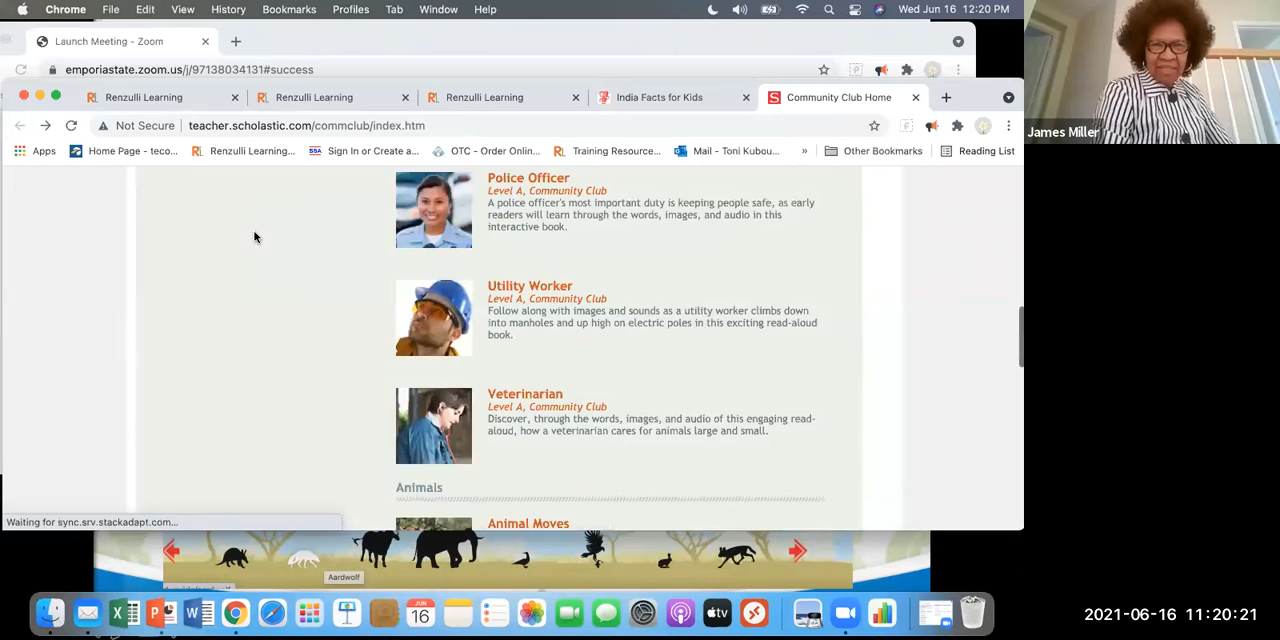 Chrome File Edit View History Bookmarks Profiles Tab Window Help Wed Jun 16 12:20 PM
Launch Meeting - Zoom
emporiastate.zoom.us/j/97138034131#success
Renzulli Learning Renzulli Learning Renzulli Learning India Facts for Kids Community Club Home
Not Secure teacher.scholastic.com/commclub/index.htm
Apps Home Page - teco... Renzulli Learning... SSA Sign In or Create a... OTC - Order Onlin... Training Resource... Mail - Toni Kubou... » Other Bookmarks Reading List
James Miller
Police Officer
Level A, Community Club
A police officer's most important duty is keeping people safe, as early
readers will learn through the words, images, and audio in this
interactive book.
Utility Worker
Level A, Community Club
Follow along with images and sounds as a utility worker climbs down
into manholes and up high on electric poles in this exciting read-aloud
book.
Veterinarian
Level A, Community Club
Discover, through the words, images, and audio of this engaging read-
aloud, how a veterinarian cares for animals large and small.
Animals
Animal Moves
Waiting for sync.srv.stackadapt.com...
Aardwolf
JUN
16
tv
2021-06-16 11:20:21